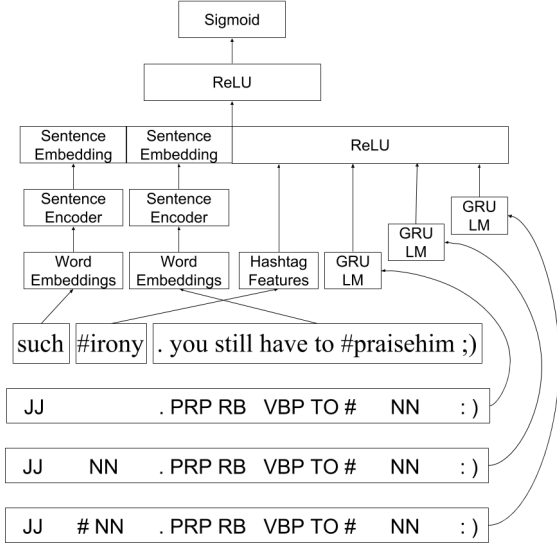 Sigmoid
ReLU
Sentence Embedding
Sentence Embedding
ReLU
Sentence Encoder
Sentence Encoder
GRU LM
GRU LM
Word Embeddings
Word Embeddings
Hashtag Features
GRU LM
such #irony . you still have to #praisehim ;)
JJ . PRP RB VBP TO # NN : )
JJ NN . PRP RB VBP TO # NN : )
JJ # NN . PRP RB VBP TO # NN : )